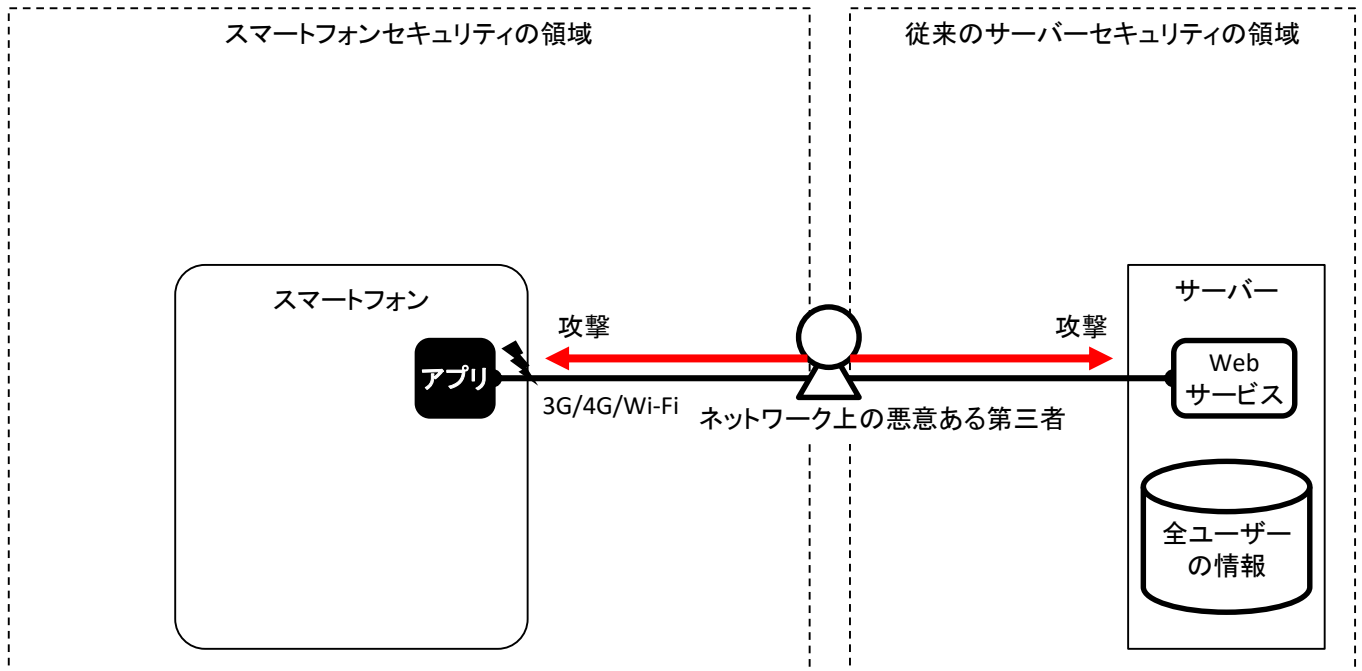 スマートフォンセキュリティの領域
従来のサーバーセキュリティの領域
スマートフォン
サーバー
攻撃
攻撃
アプリ
Web
サービス
3G/4G/Wi-Fi
ネットワーク上の悪意ある第三者
全ユーザー
の情報